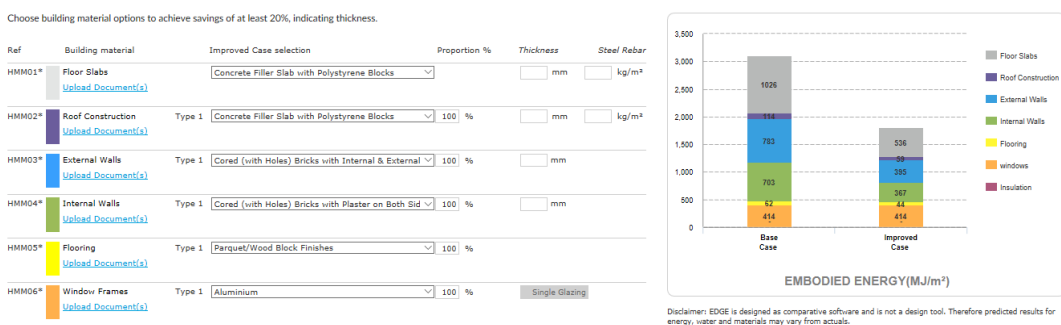 Choose building material options to achieve savings of at least 20%, indicating thickness.
Ref Building material Improved Case selection Proportion % Thickness Steel Rebar
HMM01* Floor Slabs Concrete Filler Slab with Polystyrene Blocks mm kg/m²
Upload Document(s)
HMM02* Roof Construction Type 1 Concrete Filler Slab with Polystyrene Blocks 100 % mm kg/m²
Upload Document(s)
HMM03* External Walls Type 1 Cored (with Holes) Bricks with Internal & External 100 % mm
Upload Document(s)
HMM04* Internal Walls Type 1 Cored (with Holes) Bricks with Plaster on Both Sid 100 % mm
Upload Document(s)
HMM05* Flooring Type 1 Parquet/Wood Block Finishes 100 %
Upload Document(s)
HMM06* Window Frames Type 1 Aluminium 100 % Single Glazing
Upload Document(s)
3,500
3,000
2,500
2,000
1,500
1,000
500
0
1026
114
783
703
62
414
536
395
367
44
414
Base
Case
Improved
Case
Floor Slabs
Roof Construction
External Walls
Internal Walls
Flooring
windows
Insulation
EMBODIED ENERGY(MJ/m²)
Disclaimer: EDGE is designed as comparative software and is not a design tool. Therefore predicted results for
energy, water and materials may vary from actuals.